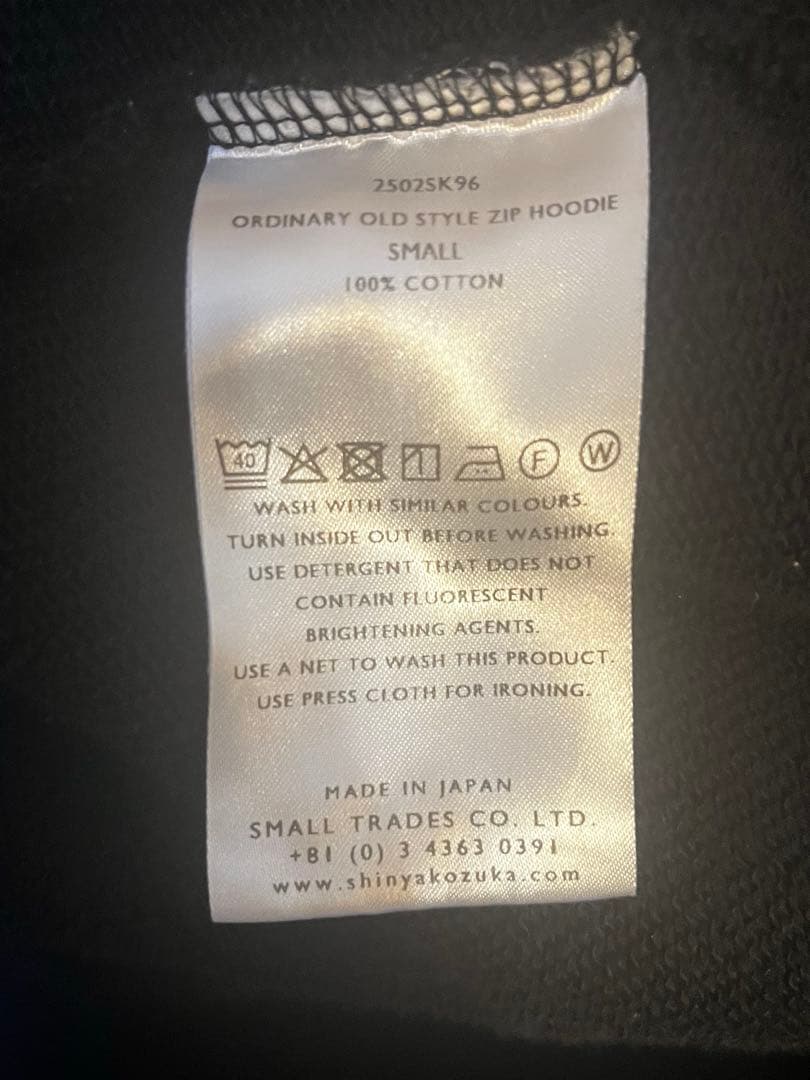 2502SK96
ORDINARY OLD STYLE ZIP HOODIE
SMALL
100% COTTON
40 F W
WASH WITH SIMILAR COLOURS.
TURN INSIDE OUT BEFORE WASHING.
USE DETERGENT THAT DOES NOT
CONTAIN FLUORESCENT
BRIGHTENING AGENTS.
USE A NET TO WASH THIS PRODUCT.
USE PRESS CLOTH FOR IRONING.
MADE IN JAPAN
SMALL TRADES CO. LTD.
+81 (0) 3 4363 0391
www.shinyakozuka.com